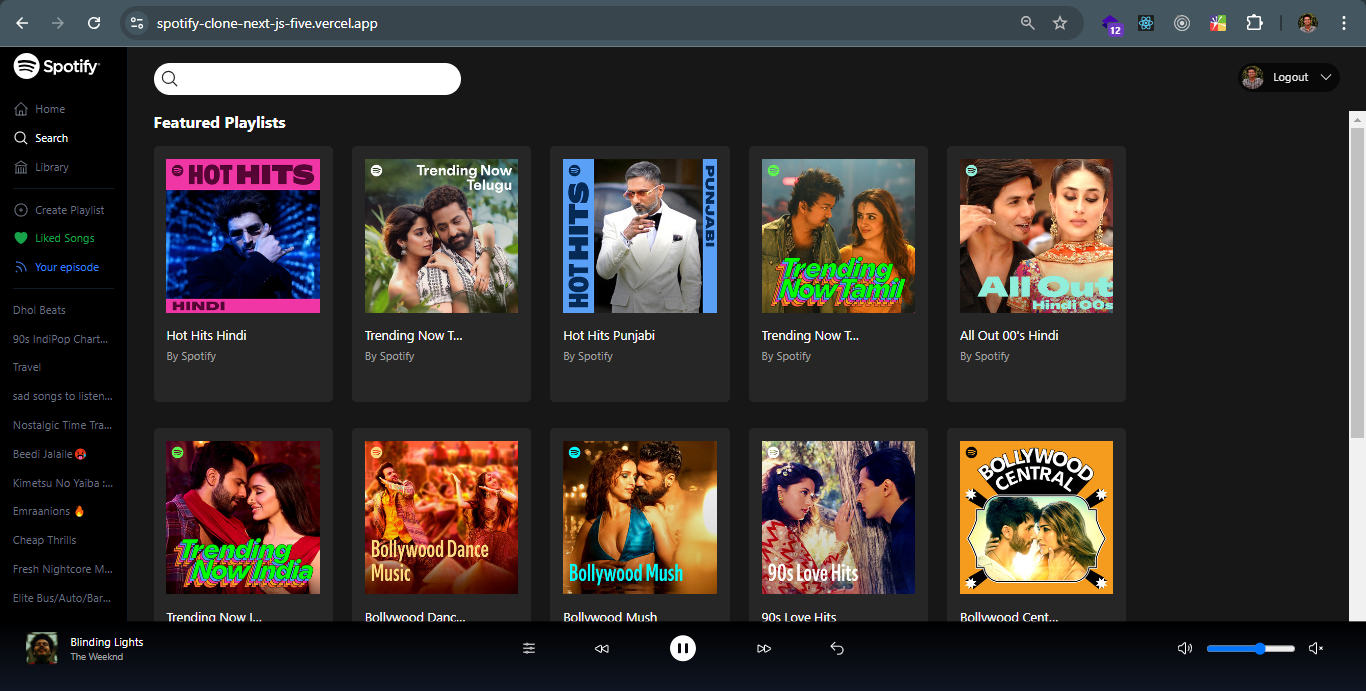 spotify-clone-next-js-five.vercel.app
12
Spotify
Logout
Home
Search
Library
Create Playlist
Liked Songs
Your episode
Dhol Beats
90s IndiPop Chart...
Travel
sad songs to listen...
Nostalgic Time Tra...
Beedi Jalaile🥵
Kimetsu No Yaiba :...
Emraanions 🔥
Cheap Thrills
Fresh Nightcore M...
Elite Bus/Auto/Bar...
Featured Playlists
HOT HITS
HINDI
Hot Hits Hindi
By Spotify
Trending Now
Telugu
Trending Now T...
By Spotify
HOT HITS
PUNJABI
Hot Hits Punjabi
By Spotify
Trending
Now Tamil
Trending Now T...
By Spotify
All Out
Hindi 00s
All Out 00's Hindi
By Spotify
Trending
Now India
Trending Now I...
Bollywood Dance
Music
Bollywood Danc...
Bollywood Mush
Bollywood Mush
90s Love Hits
90s Love Hits
BOLLYWOOD
CENTRAL
Bollywood Cent...
Blinding Lights
The Weeknd